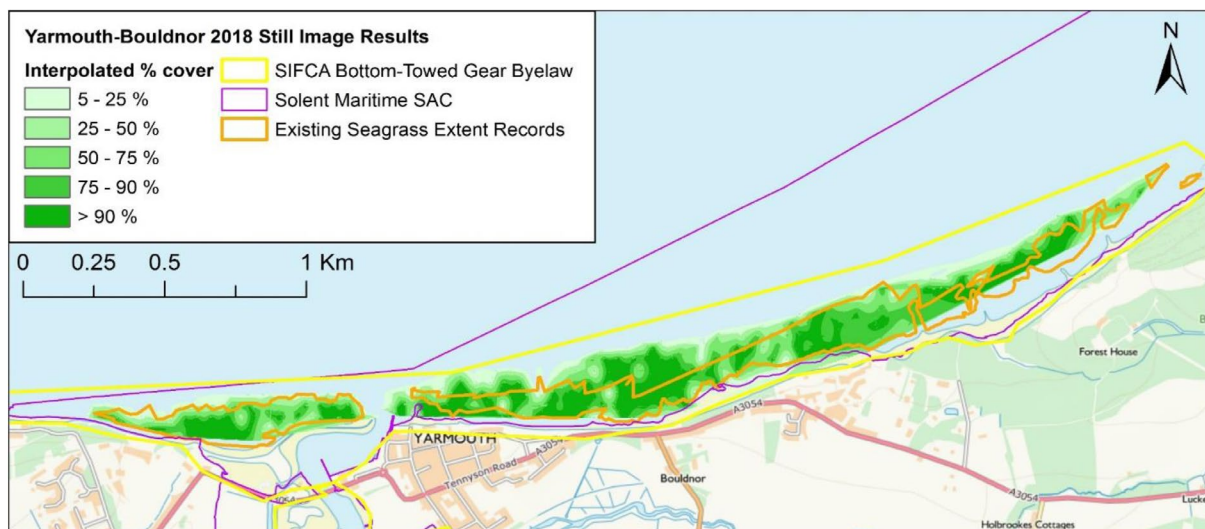 Yarmouth-Bouldnor 2018 Still Image Results
Interpolated % cover
5 - 25 %
25 - 50 %
50 - 75 %
75 - 90 %
> 90 %
SIFCA Bottom-Towed Gear Byelaw
Solent Maritime SAC
Existing Seagrass Extent Records
N
0 0.25 0.5 1 Km
Forest House
A3054
YARMOUTH
A3054
Tennyson Road
Bouldnor
A3054
Holbrookes Cottages